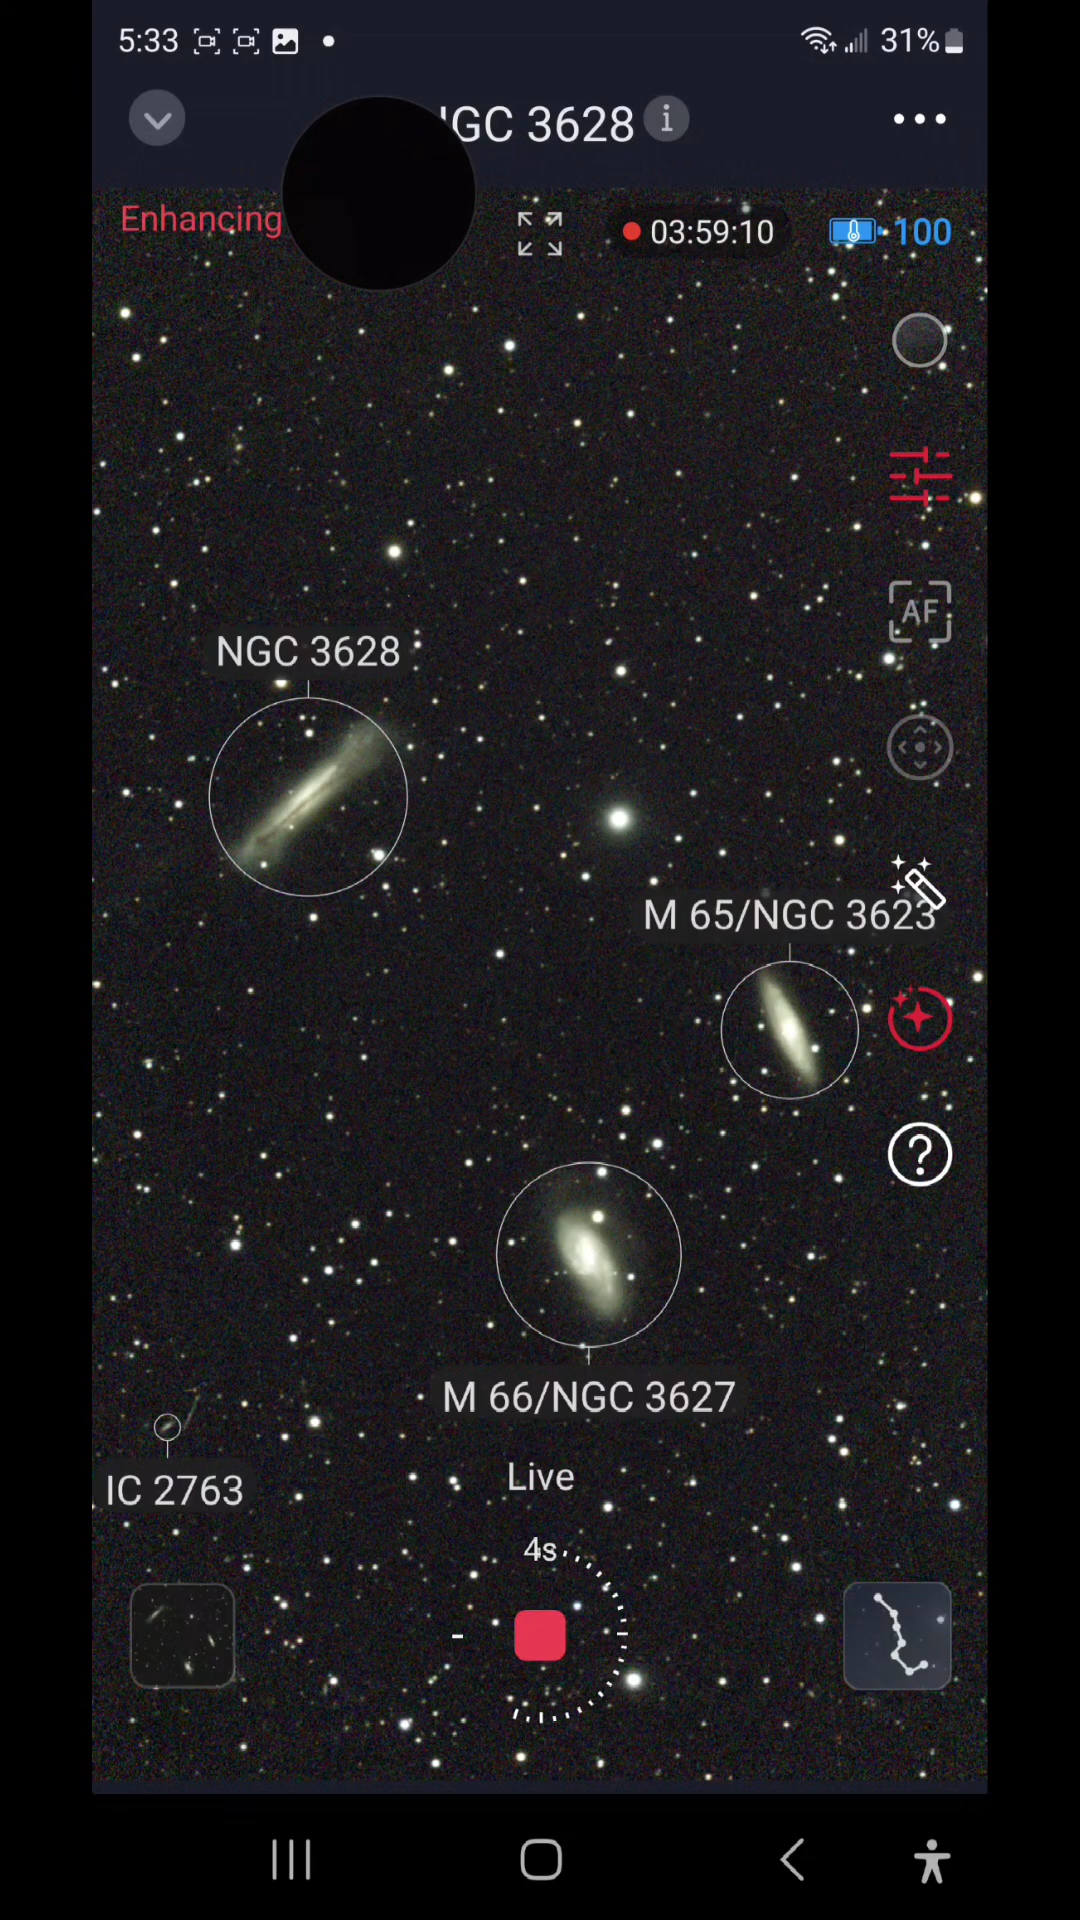 5:33 31%
GC 3628 i
Enhancing 03:59:10 100
AF
NGC 3628
M 65/NGC 3623
?
M 66/NGC 3627
IC 2763
Live
4s